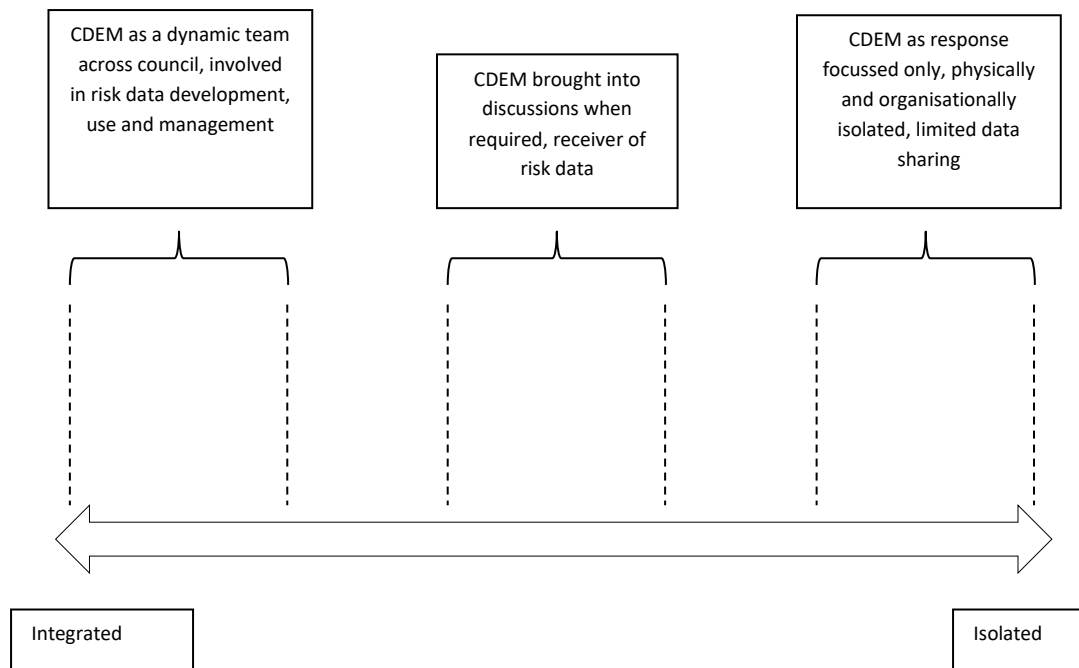 CDEM as a dynamic team
across council, involved
in risk data development,
use and management
CDEM brought into
discussions when
required, receiver of
risk data
CDEM as response
focussed only, physically
and organisationally
isolated, limited data
sharing
Integrated
Isolated